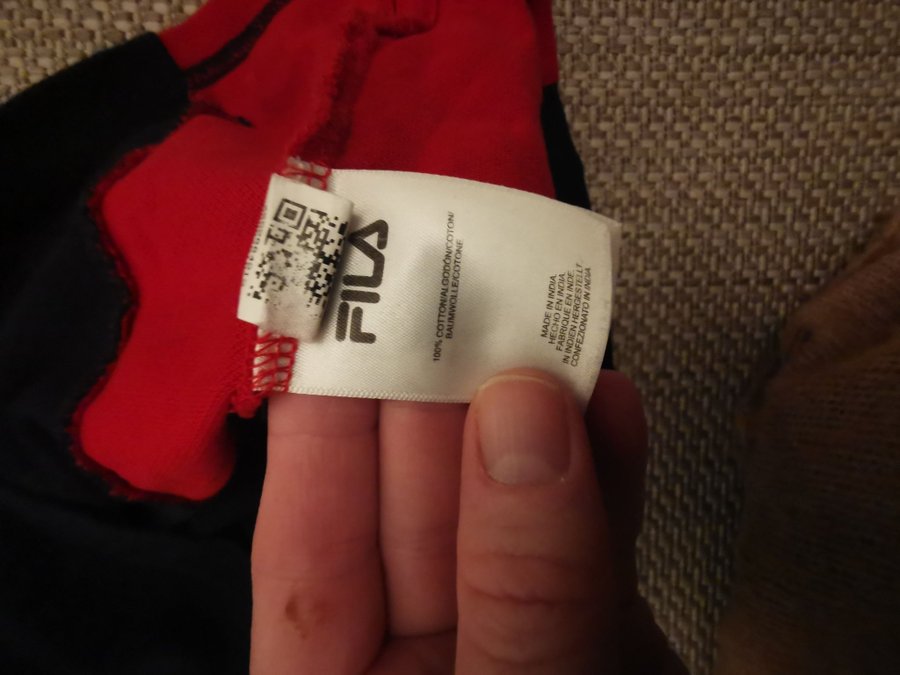 FILA
100% COTTON/ALGODÓN/COTON/
BAUMWOLLE/COTONE
MADE IN INDIA,
HECHO EN INDIA,
FABRIQUE EN INDE,
IN INDIEN HERGESTELLT,
CONFEZIONATO IN INDIA